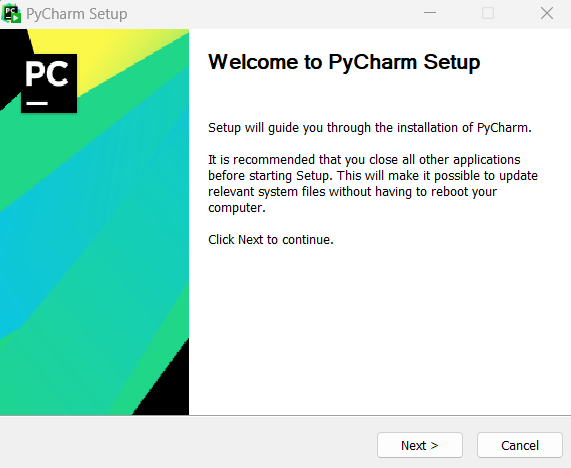 PyCharm Setup
PC
Welcome to PyCharm Setup
Setup will guide you through the installation of PyCharm.
It is recommended that you close all other applications
before starting Setup. This will make it possible to update
relevant system files without having to reboot your
computer.
Click Next to continue.
Next >
Cancel